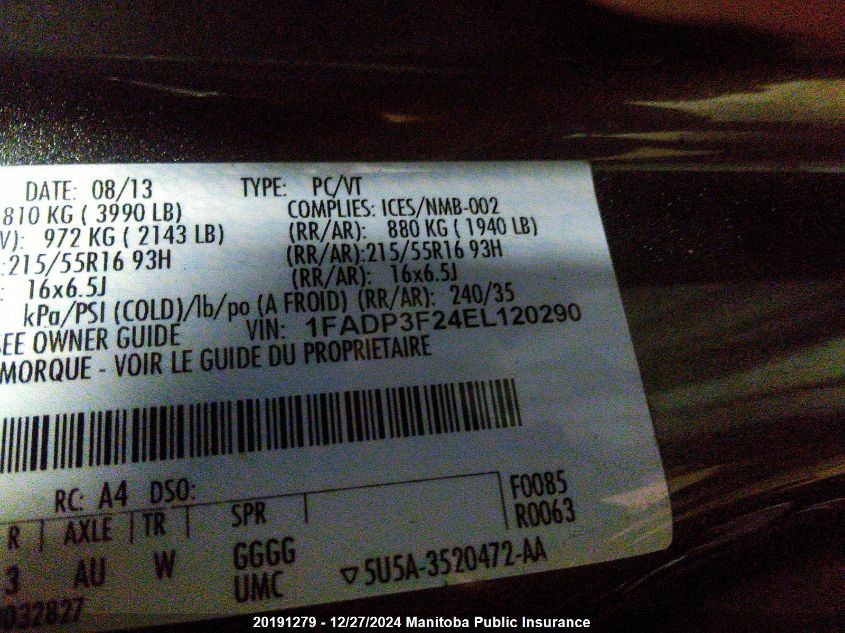 DATE: 08/13 TYPE: PC/VT
810 KG ( 3990 LB) COMPLIES: ICES/NMB-002
V): 972 KG ( 2143 LB) (RR/AR): 880 KG ( 1940 LB)
:215/55R16 93H (RR/AR):215/55R16 93H
: 16x6.5J (RR/AR): 16x6.5J
kPa/PSI (COLD)/lb/po (A FROID) (RR/AR): 240/35
SEE OWNER GUIDE VIN: 1FADP3F24EL120290
MORQUE - VOIR LE GUIDE DU PROPRIETAIRE
RC: A4 DSO:
F0085
R | AXLE | TR | SPR R0063
3 AU W GGGG
UMC ▽5U5A-3520472-AA
032827
20191279 - 12/27/2024 Manitoba Public Insurance